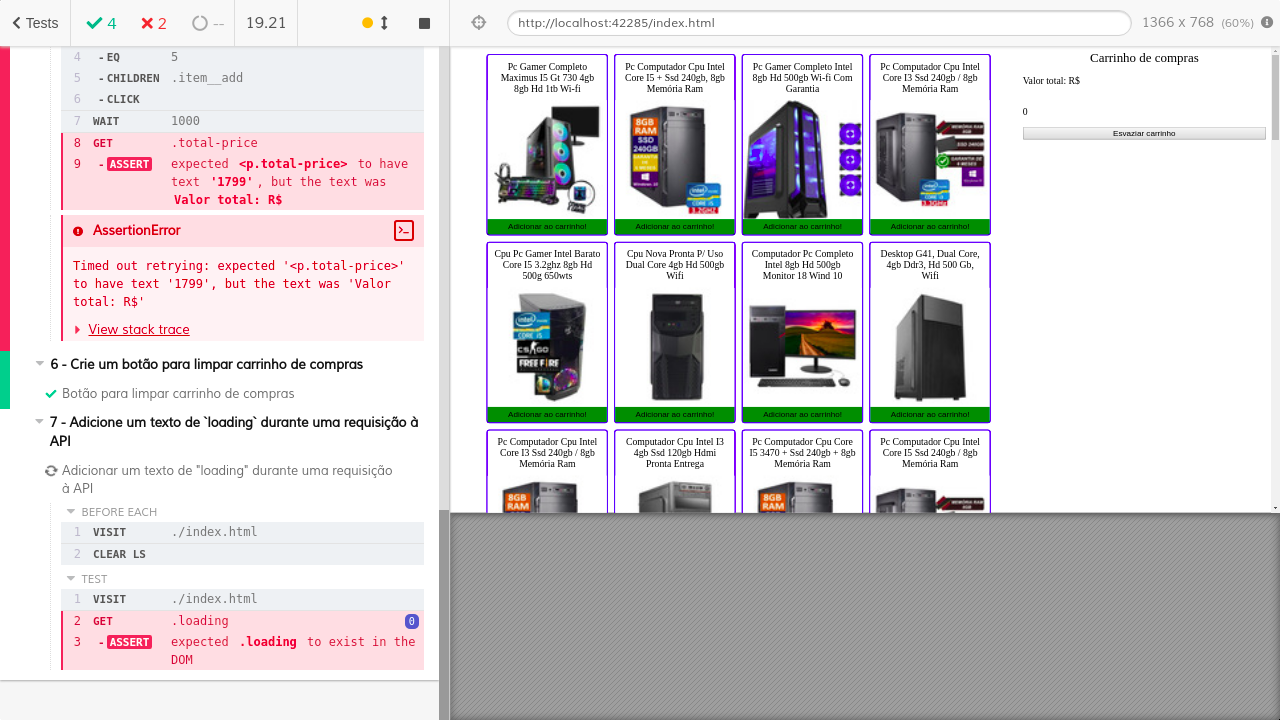 Tests
4
2
--
19.21
http://localhost:42285/index.html
1366 x 768 (60%)
4 - EQ 5
5 - CHILDREN .item__add
6 - CLICK
7 WAIT 1000
8 GET .total-price
9 - ASSERT expected <p.total-price> to have
text '1799', but the text was
Valor total: R$
AssertionError
Timed out retrying: expected '<p.total-price>'
to have text '1799', but the text was 'Valor
total: R$'
View stack trace
6 - Crie um botão para limpar carrinho de compras
Botão para limpar carrinho de compras
7 - Adicione um texto de `loading` durante uma requisição à
API
Adicionar um texto de "loading" durante uma requisição
à API
BEFORE EACH
1 VISIT ./index.html
2 CLEAR LS
TEST
1 VISIT ./index.html
2 GET .loading 0
3 - ASSERT expected .loading to exist in the
DOM
Pc Gamer Completo
Maximus I5 Gt 730 4gb
8gb Hd 1tb Wi-fi
Adicionar ao carrinho!
Pc Computador Cpu Intel
Core I5 + Ssd 240gb, 8gb
Memória Ram
8GB
RAM
SSD
240GB
Adicionar ao carrinho!
Pc Gamer Completo Intel
8gb Hd 500gb Wi-fi Com
Garantia
Adicionar ao carrinho!
Pc Computador Cpu Intel
Core I3 Ssd 240gb / 8gb
Memória Ram
Adicionar ao carrinho!
Carrinho de compras
Valor total: R$
0
Esvaziar carrinho
Cpu Pc Gamer Intel Barato
Core I5 3.2ghz 8gb Hd
500g 650wts
CS:GO
FREE FIRE
Adicionar ao carrinho!
Cpu Nova Pronta P/ Uso
Dual Core 4gb Hd 500gb
Wifi
Adicionar ao carrinho!
Computador Pc Completo
Intel 8gb Hd 500gb
Monitor 18 Wind 10
Adicionar ao carrinho!
Desktop G41, Dual Core,
4gb Ddr3, Hd 500 Gb,
Wifi
Adicionar ao carrinho!
Pc Computador Cpu Intel
Core I3 Ssd 240gb / 8gb
Memória Ram
8GB
RAM
Computador Cpu Intel I3
4gb Ssd 120gb Hdmi
Pronta Entrega
Pc Computador Cpu Core
I5 3470 + Ssd 240gb + 8gb
Memória Ram
8GB
RAM
Pc Computador Cpu Intel
Core I5 Ssd 240gb / 8gb
Memória Ram